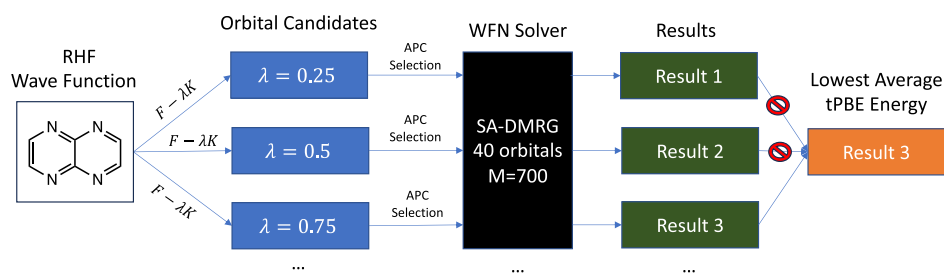 RHF
Wave Function
N
N
N
N
F − λK
F − λK
F − λK
Orbital Candidates
λ = 0.25
λ = 0.5
λ = 0.75
...
APC
Selection
APC
Selection
APC
Selection
WFN Solver
SA-DMRG
40 orbitals
M=700
...
Results
Result 1
Result 2
Result 3
...
Lowest Average
tPBE Energy
Result 3